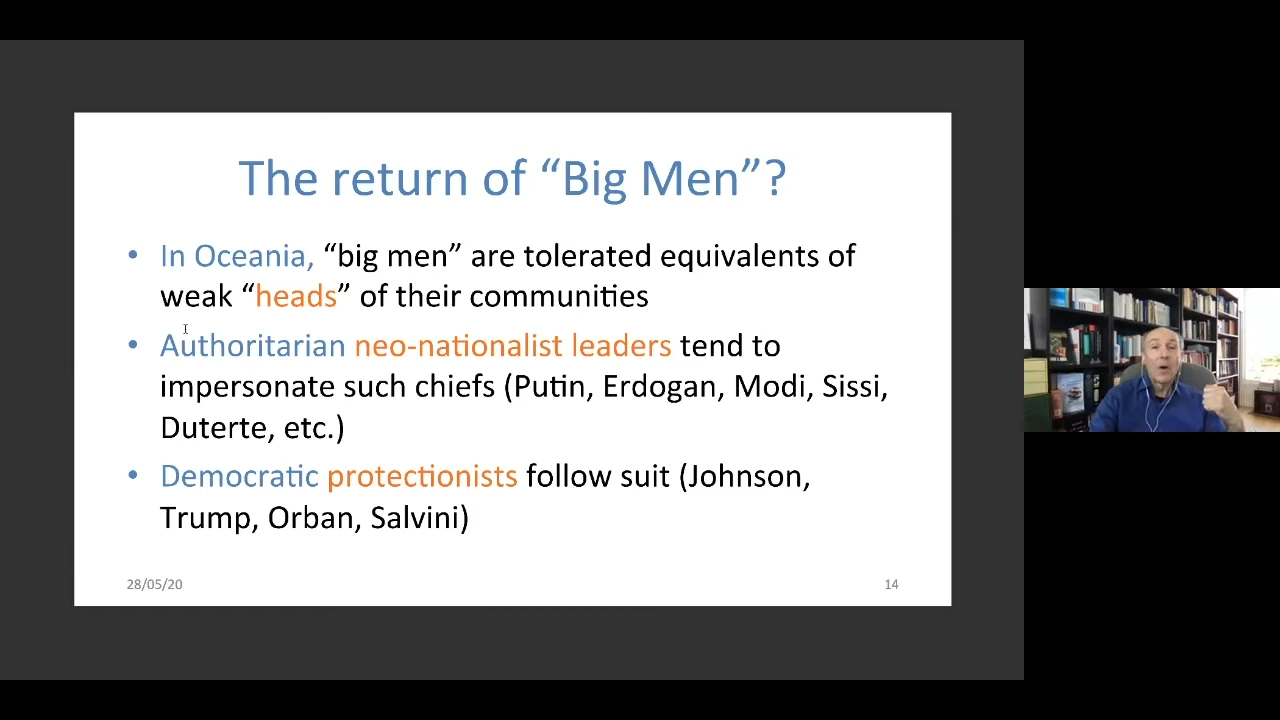 The return of “Big Men”?
• In Oceania, “big men” are tolerated equivalents of
weak “heads” of their communities
• Authoritarian neo-nationalist leaders tend to
impersonate such chiefs (Putin, Erdogan, Modi, Sissi,
Duterte, etc.)
• Democratic protectionists follow suit (Johnson,
Trump, Orban, Salvini)
28/05/20
14